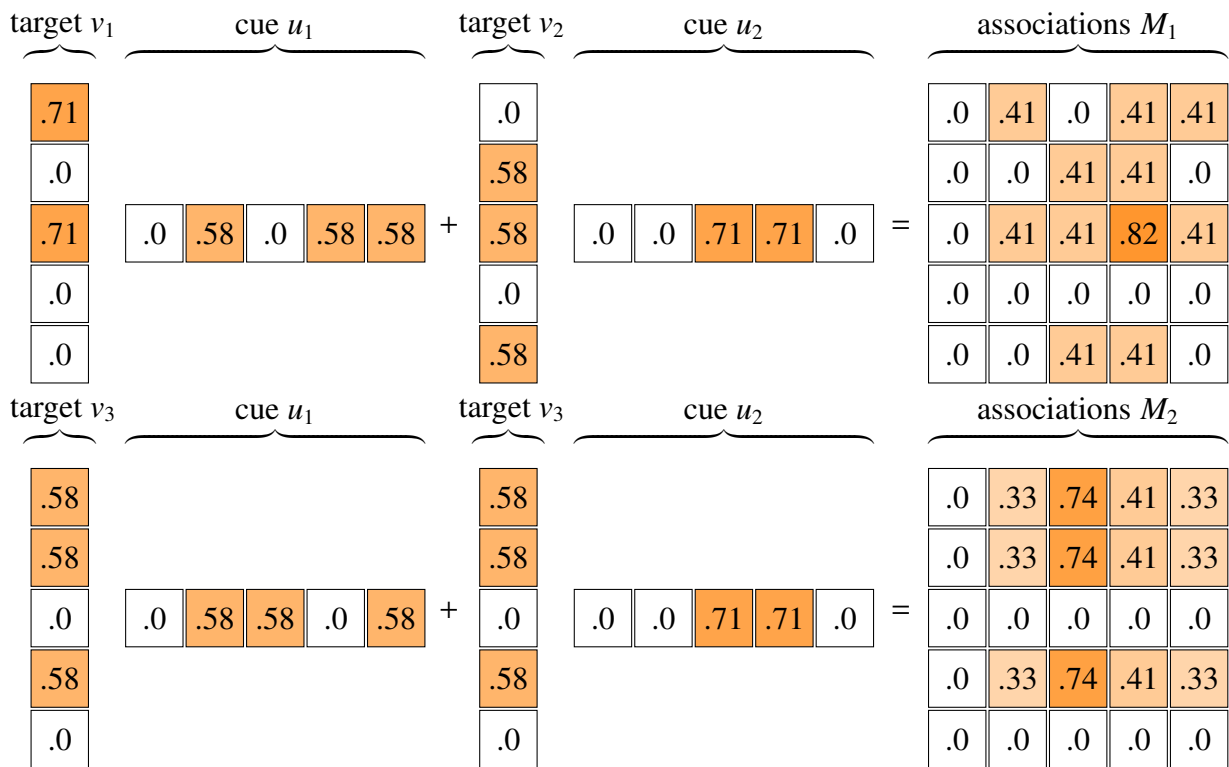 target v₁ cue u₁ target v₂ cue u₂ associations M₁
.71 .0 .0 .41 .0 .41 .41
.0 .58 .0 .0 .41 .41 .0
.71 .0 .58 .0 .58 .58 + .58 .0 .0 .71 .71 .0 = .0 .41 .41 .82 .41
.0 .0 .0 .0 .0 .0 .0
.0 .58 .0 .0 .41 .41 .0
target v₃ cue u₁ target v₃ cue u₂ associations M₂
.58 .58 .0 .33 .74 .41 .33
.58 .58 .0 .33 .74 .41 .33
.0 .0 .58 .58 .0 .58 + .0 .0 .0 .71 .71 .0 = .0 .0 .0 .0 .0
.58 .58 .0 .33 .74 .41 .33
.0 .0 .0 .0 .0 .0 .0